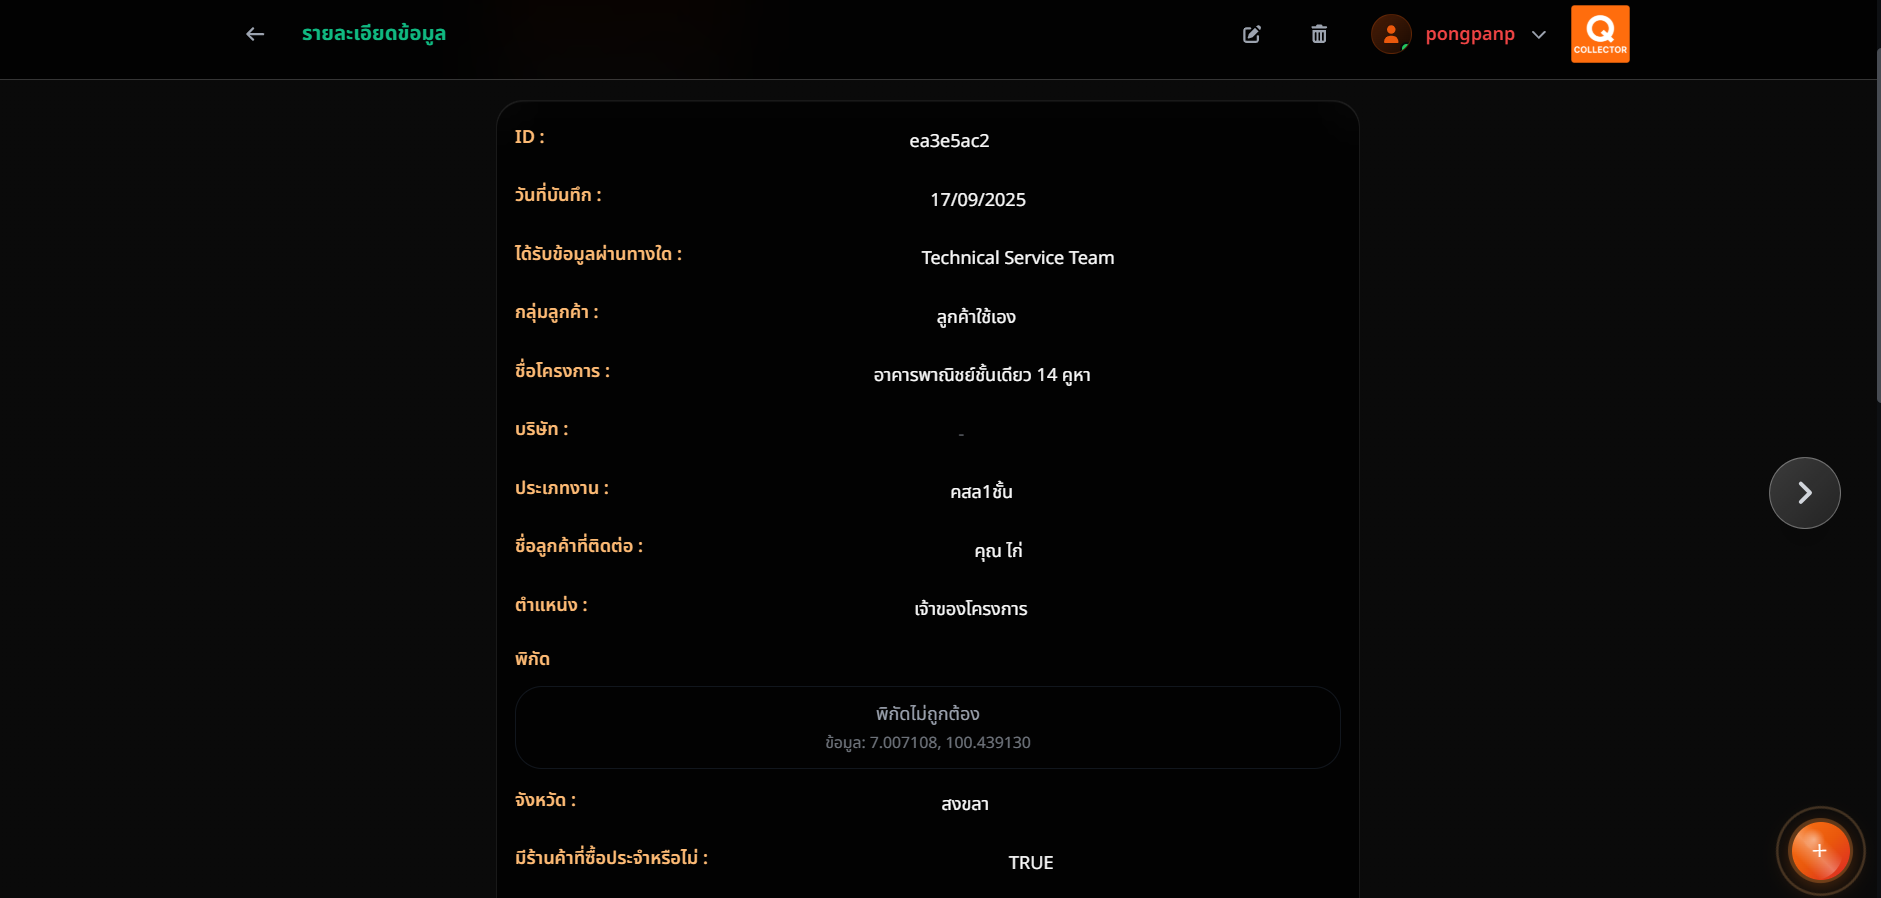 รายละเอียดข้อมูล
pongpanp
Q
COLLECTOR
ID :
ea3e5ac2
วันที่บันทึก :
17/09/2025
ได้รับข้อมูลผ่านทางใด :
Technical Service Team
กลุ่มลูกค้า :
ลูกค้าใช้เอง
ชื่อโครงการ :
อาคารพาณิชย์ชั้นเดียว 14 คูหา
บริษัท :
-
ประเภทงาน :
คสล1ชั้น
ชื่อลูกค้าที่ติดต่อ :
คุณ ไก่
ตำแหน่ง :
เจ้าของโครงการ
พิกัด
พิกัดไม่ถูกต้อง
ข้อมูล: 7.007108, 100.439130
จังหวัด :
สงขลา
มีร้านค้าที่ซื้อประจำหรือไม่ :
TRUE